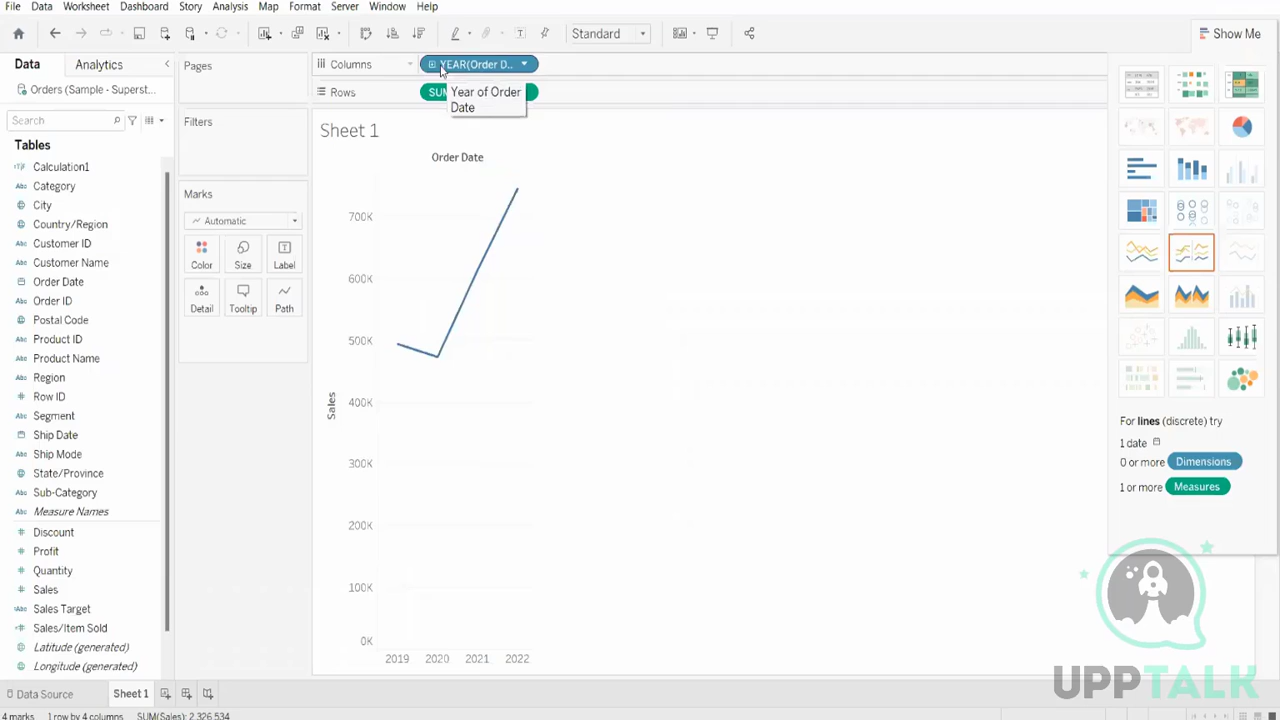 File Data Worksheet Dashboard Story Analysis Map Format Server Window Help
Standard
Show Me
Data Analytics
Orders (Sample - Superst...
Search
Tables
Calculation1
Category
City
Country/Region
Customer ID
Customer Name
Order Date
Order ID
Postal Code
Product ID
Product Name
Region
Row ID
Segment
Ship Date
Ship Mode
State/Province
Sub-Category
Measure Names
Discount
Profit
Quantity
Sales
Sales Target
Sales/Item Sold
Latitude (generated)
Longitude (generated)
Pages
Filters
Marks
Automatic
Color Size Label
Detail Tooltip Path
Columns YEAR(Order D..
Rows
Year of Order
Date
Sheet 1
Order Date
Sales
700K
600K
500K
400K
300K
200K
100K
0K
2019 2020 2021 2022
For lines (discrete) try
1 date
0 or more Dimensions
1 or more Measures
UPPTALK
Data Source Sheet 1
4 marks 1 row by 4 columns SUM(Sales): 2,326,534